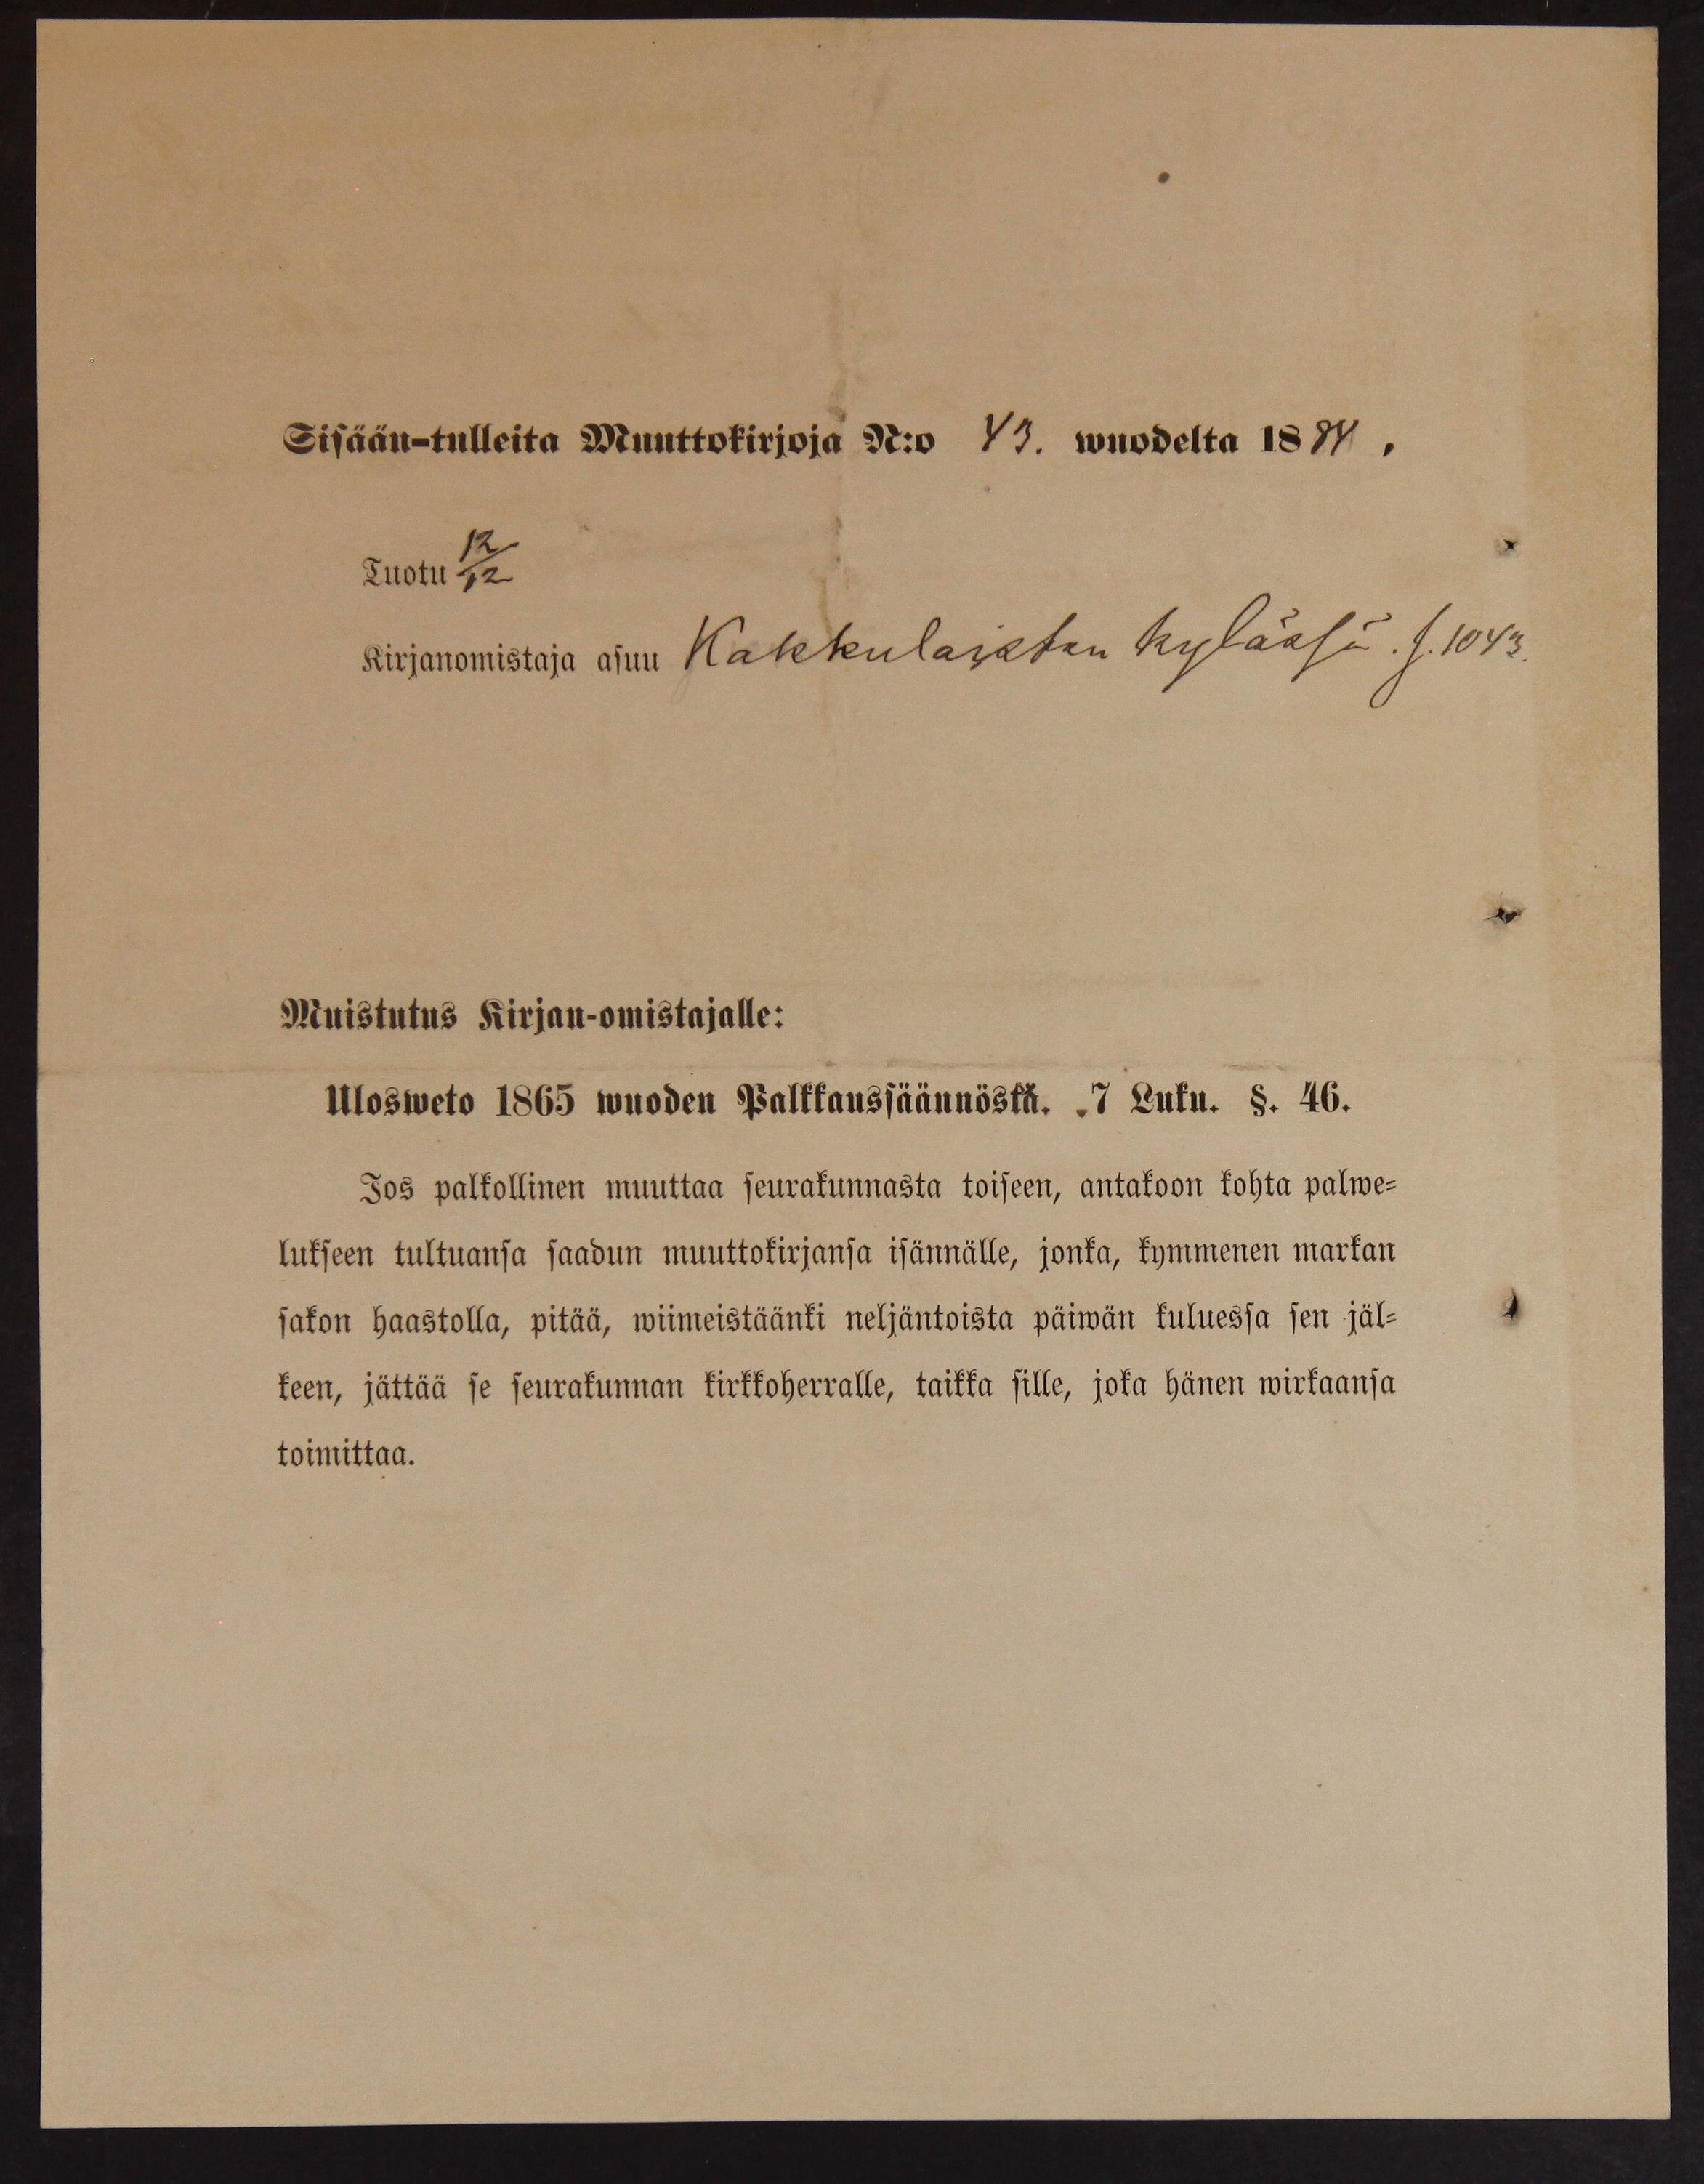 Sisään-tulleita Muuttokirjoja N:o 43. wuodelta 1884.
Tuotu 12/12
Kirjanomistaja asuu Kakkulaisten kylässä. s. 1043.
Muistutus Kirjan-omistajalle:
Ulosweto 1865 wuoden Palkkaussäännöstä. 7 Luku. §. 46.
Jos palkollinen muuttaa seurakunnasta toiseen, antakoon kohta palwe-
lukseen tultuansa saadun muuttokirjansa isännälle, jonka, kymmenen markan
sakon haastolla, pitää, wiimeistäänki neljäntoista päiwän kuluessa sen jäl-
keen, jättää se seurakunnan kirkkoherralle, taikka sille, joka hänen wirkaansa
toimittaa.